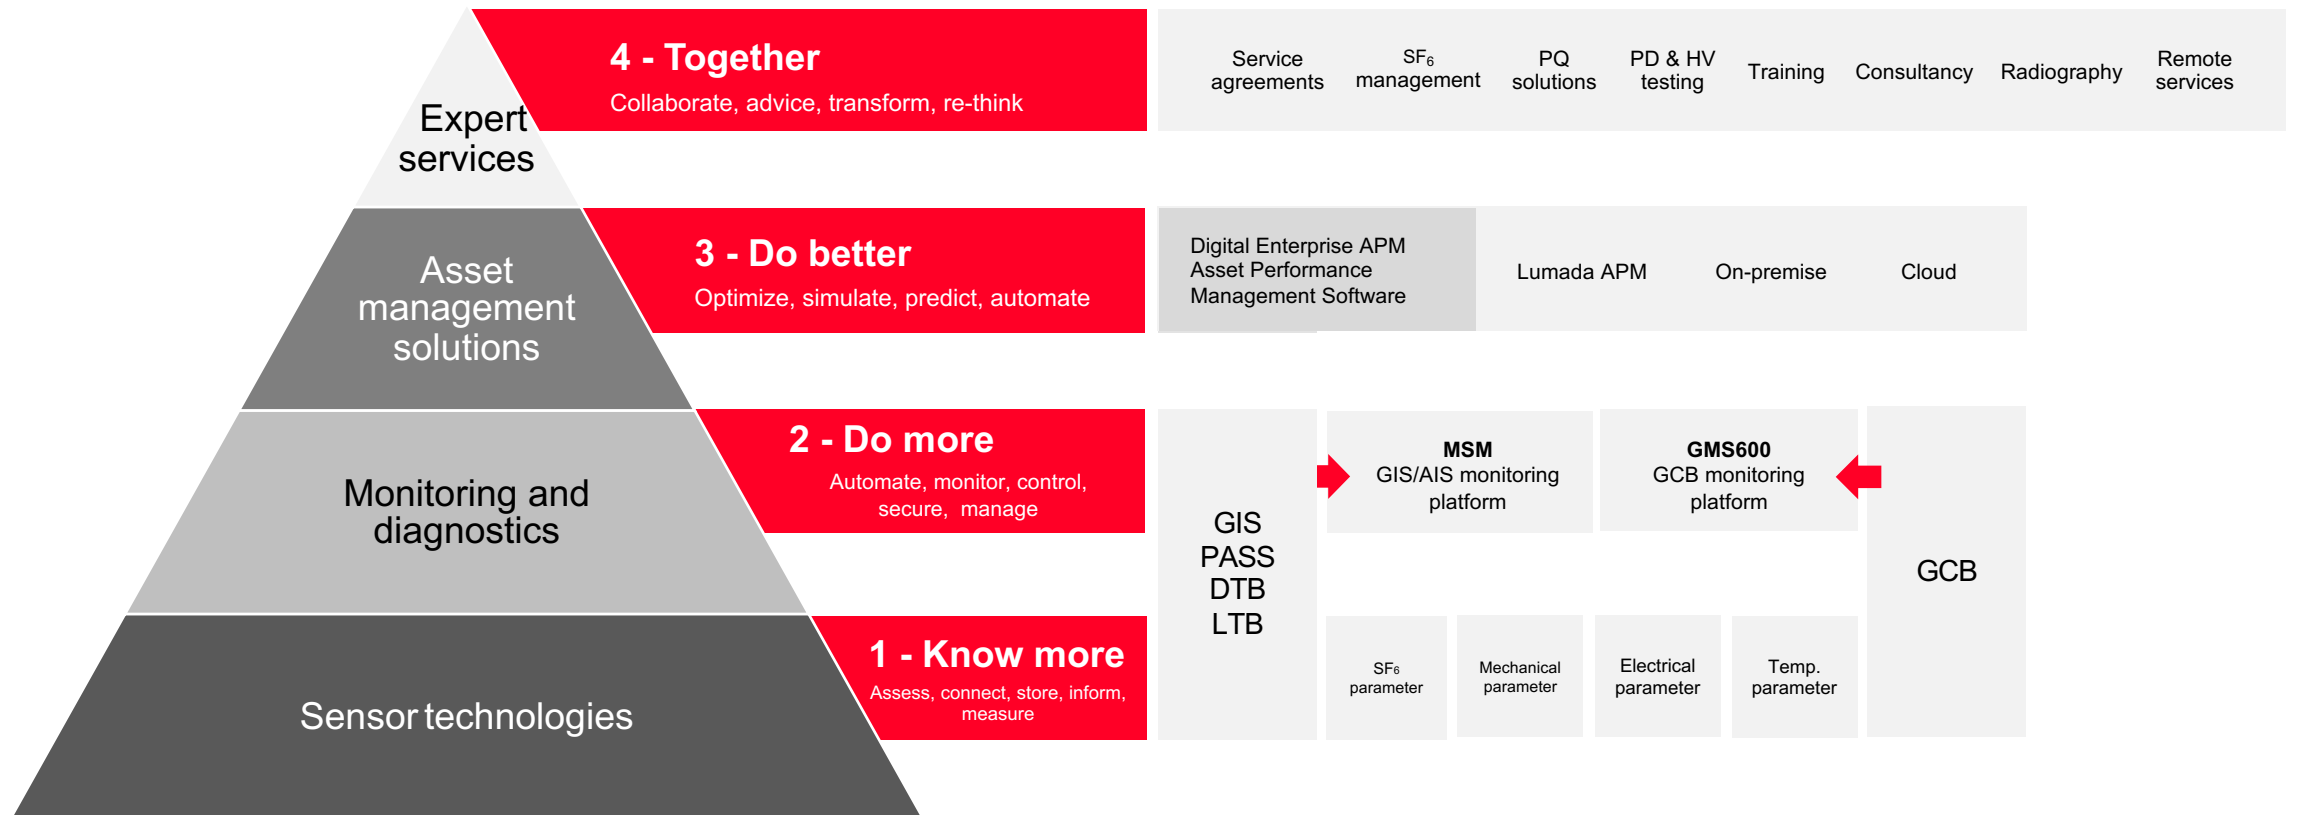 Expert
services
4 - Together
Collaborate, advice, transform, re-think
Service
agreements
SF₆
management
PQ
solutions
PD & HV
testing
Training
Consultancy
Radiography
Remote
services
Asset
management
solutions
3 - Do better
Optimize, simulate, predict, automate
Digital Enterprise APM
Asset Performance
Management Software
Lumada APM
On-premise
Cloud
Monitoring and
diagnostics
2 - Do more
Automate, monitor, control,
secure, manage
GIS
PASS
DTB
LTB
MSM
GIS/AIS monitoring
platform
GMS600
GCB monitoring
platform
GCB
Sensor technologies
1 - Know more
Assess, connect, store, inform,
measure
SF₆
parameter
Mechanical
parameter
Electrical
parameter
Temp.
parameter